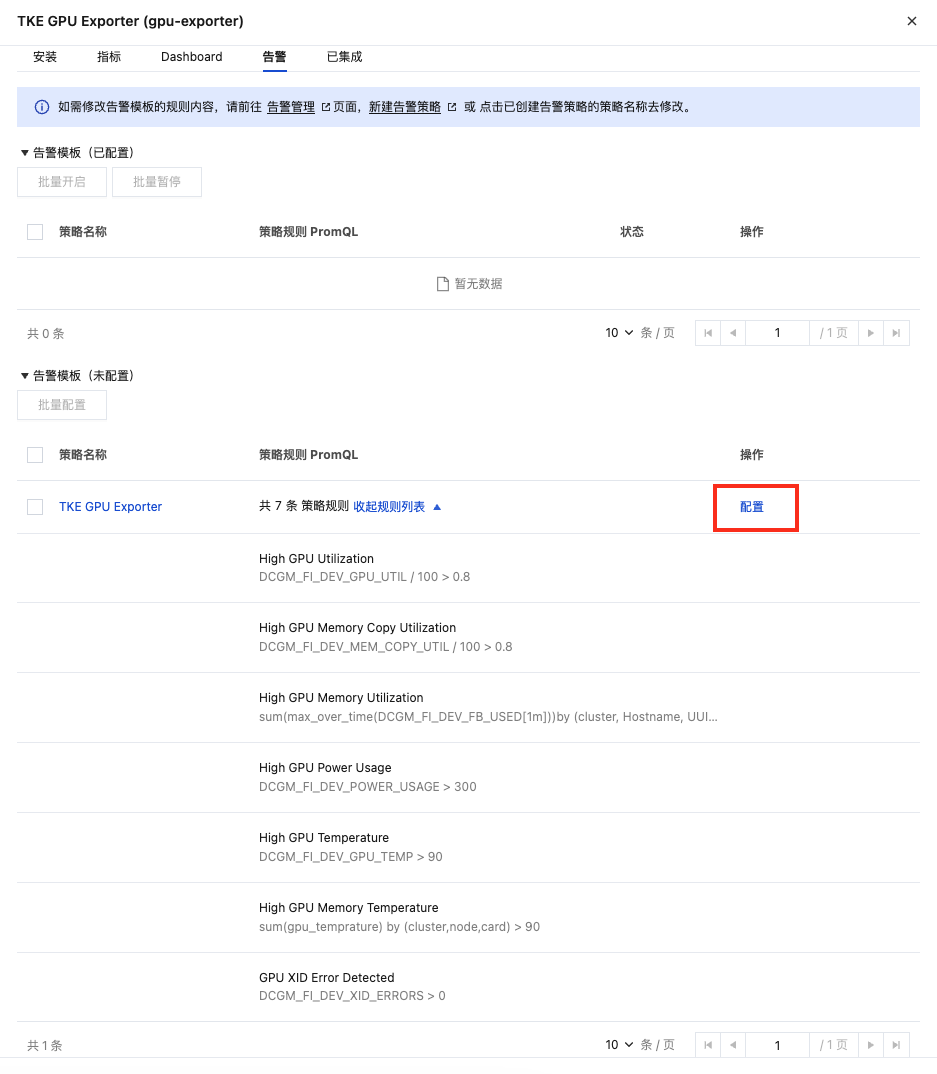 TKE GPU Exporter (gpu-exporter)
安装 指标 Dashboard 告警 已集成
如需修改告警模板的规则内容，请前往 告警管理 页面，新建告警策略 或 点击已创建告警策略的策略名称去修改。
告警模板（已配置）
批量开启 批量暂停
策略名称 策略规则 PromQL 状态 操作
暂无数据
共 0 条 10 条 / 页 1 / 1 页
告警模板（未配置）
批量配置
策略名称 策略规则 PromQL 操作
TKE GPU Exporter 共 7 条 策略规则 收起规则列表 配置
High GPU Utilization
DCGM_FI_DEV_GPU_UTIL / 100 > 0.8
High GPU Memory Copy Utilization
DCGM_FI_DEV_MEM_COPY_UTIL / 100 > 0.8
High GPU Memory Utilization
sum(max_over_time(DCGM_FI_DEV_FB_USED[1m]))by (cluster, Hostname, UUI...
High GPU Power Usage
DCGM_FI_DEV_POWER_USAGE > 300
High GPU Temperature
DCGM_FI_DEV_GPU_TEMP > 90
High GPU Memory Temperature
sum(gpu_temprature) by (cluster,node,card) > 90
GPU XID Error Detected
DCGM_FI_DEV_XID_ERRORS > 0
共 1 条 10 条 / 页 1 / 1 页